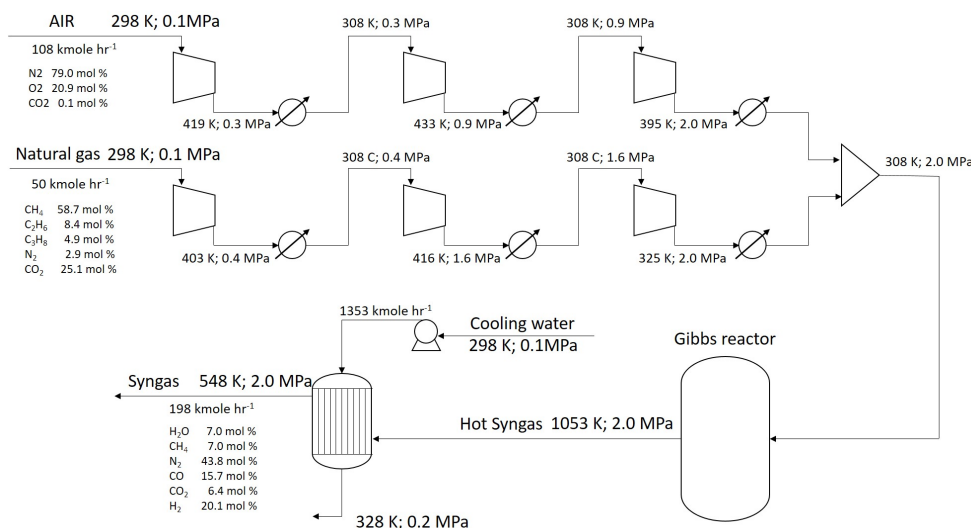 AIR 298 K; 0.1MPa
108 kmole hr-1
N2 79.0 mol %
O2 20.9 mol %
CO2 0.1 mol %
419 K; 0.3 MPa
308 K; 0.3 MPa
433 K; 0.9 MPa
308 K; 0.9 MPa
395 K; 2.0 MPa
308 K; 2.0 MPa
Natural gas 298 K; 0.1 MPa
50 kmole hr-1
CH4 58.7 mol %
C2H6 8.4 mol %
C3H8 4.9 mol %
N2 2.9 mol %
CO2 25.1 mol %
403 K; 0.4 MPa
308 C; 0.4 MPa
416 K; 1.6 MPa
308 C; 1.6 MPa
325 K; 2.0 MPa
1353 kmole hr-1
Cooling water
298 K; 0.1MPa
Gibbs reactor
Syngas 548 K; 2.0 MPa
198 kmole hr-1
H2O 7.0 mol %
CH4 7.0 mol %
N2 43.8 mol %
CO 15.7 mol %
CO2 6.4 mol %
H2 20.1 mol %
Hot Syngas 1053 K; 2.0 MPa
328 K; 0.2 MPa